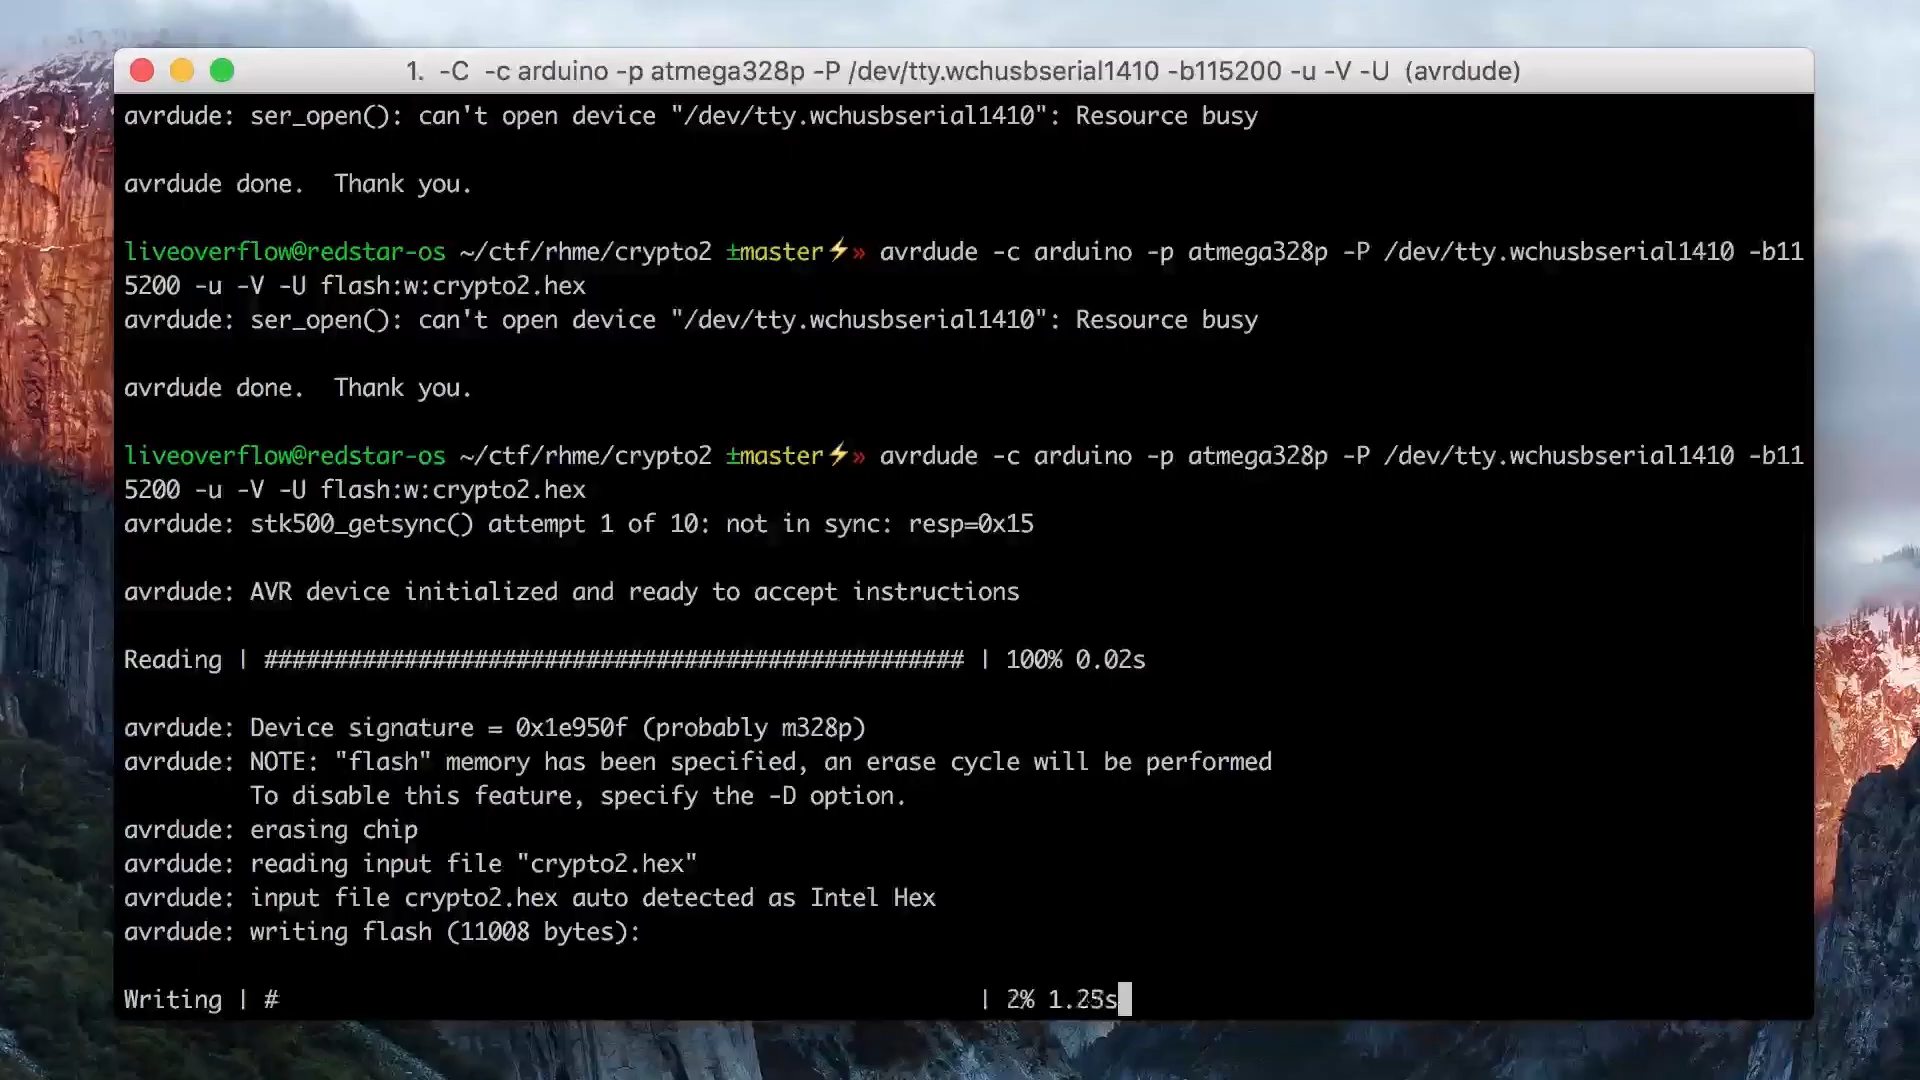 1. -C -c arduino -p atmega328p -P /dev/tty.wchusbserial1410 -b115200 -u -V -U (avrdude)
avrdude: ser_open(): can't open device "/dev/tty.wchusbserial1410": Resource busy
avrdude done.  Thank you.
liveoverflow@redstar-os ~/ctf/rhme/crypto2 ±master⚡» avrdude -c arduino -p atmega328p -P /dev/tty.wchusbserial1410 -b11
5200 -u -V -U flash:w:crypto2.hex
avrdude: ser_open(): can't open device "/dev/tty.wchusbserial1410": Resource busy
avrdude done.  Thank you.
liveoverflow@redstar-os ~/ctf/rhme/crypto2 ±master⚡» avrdude -c arduino -p atmega328p -P /dev/tty.wchusbserial1410 -b11
5200 -u -V -U flash:w:crypto2.hex
avrdude: stk500_getsync() attempt 1 of 10: not in sync: resp=0x15
avrdude: AVR device initialized and ready to accept instructions
Reading | ################################################## | 100% 0.02s
avrdude: Device signature = 0x1e950f (probably m328p)
avrdude: NOTE: "flash" memory has been specified, an erase cycle will be performed
         To disable this feature, specify the -D option.
avrdude: erasing chip
avrdude: reading input file "crypto2.hex"
avrdude: input file crypto2.hex auto detected as Intel Hex
avrdude: writing flash (11008 bytes):
Writing | #                                                  | 2% 1.25s